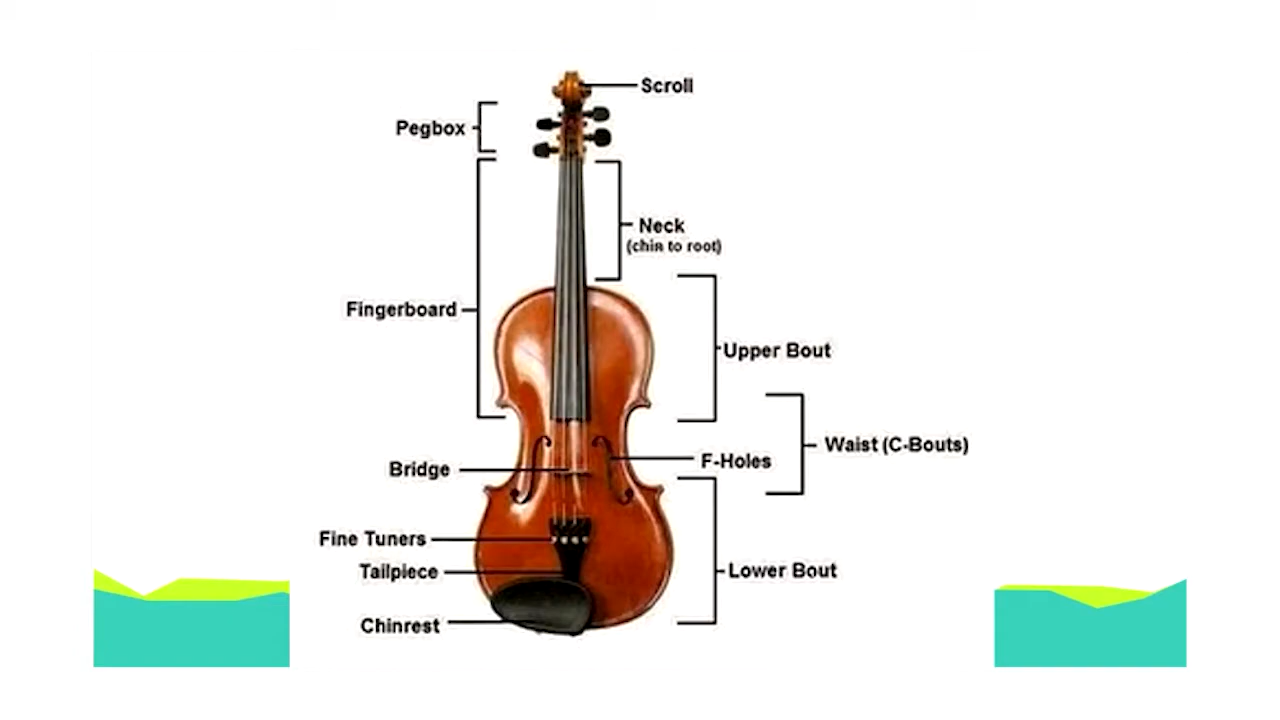 Scroll
Pegbox
Neck
(chin to root)
Fingerboard
Upper Bout
Waist (C-Bouts)
F-Holes
Bridge
Fine Tuners
Tailpiece
Lower Bout
Chinrest